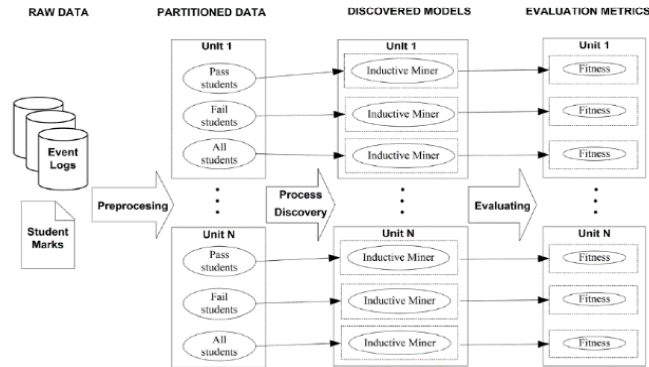 RAW DATA
PARTITIONED DATA
DISCOVERED MODELS
EVALUATION METRICS
Event
Logs
Student
Marks
Preprocesing
Unit 1
Pass
students
Fail
students
All
students
Process
Discovery
Unit 1
Inductive Miner
Inductive Miner
Inductive Miner
Evaluating
Unit 1
Fitness
Fitness
Fitness
Unit N
Pass
students
Fail
students
All
students
Unit N
Inductive Miner
Inductive Miner
Inductive Miner
Unit N
Fitness
Fitness
Fitness